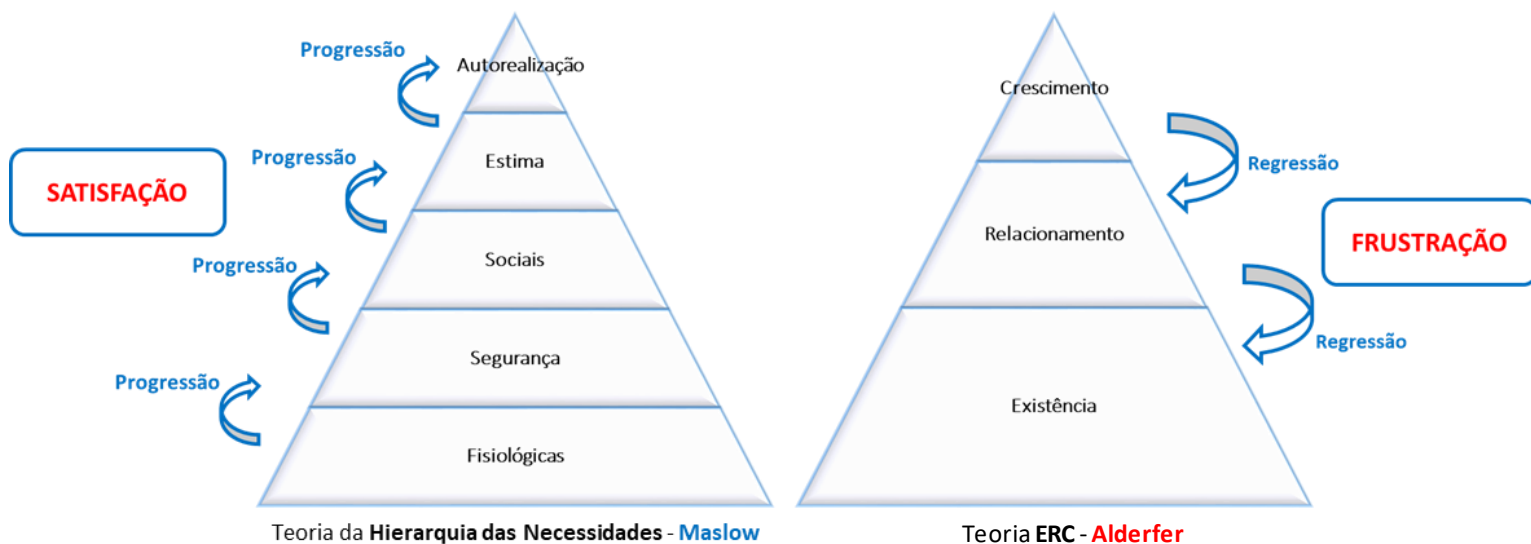 Progressão
Autorealização
Progressão
Estima
SATISFAÇÃO
Progressão
Sociais
Progressão
Segurança
Fisiológicas
Teoria da Hierarquia das Necessidades - Maslow
Crescimento
Regressão
Relacionamento
FRUSTRAÇÃO
Regressão
Existência
Teoria ERC - Alderfer